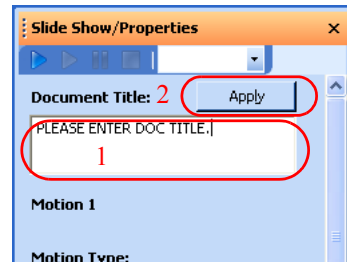 Slide Show/Properties
Document Title: 2 Apply
PLEASE ENTER DOC TITLE.
1
Motion 1
Motion Type: